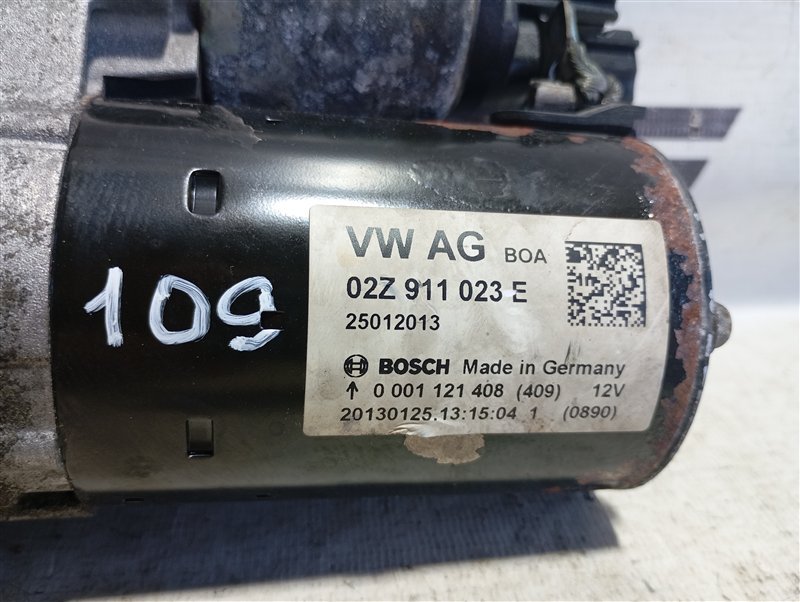 109
VW AG BOA
02Z 911 023 E
25012013
BOSCH Made in Germany
↑ 0 001 121 408 (409) 12V
20130125.13:15:04 1 (0890)